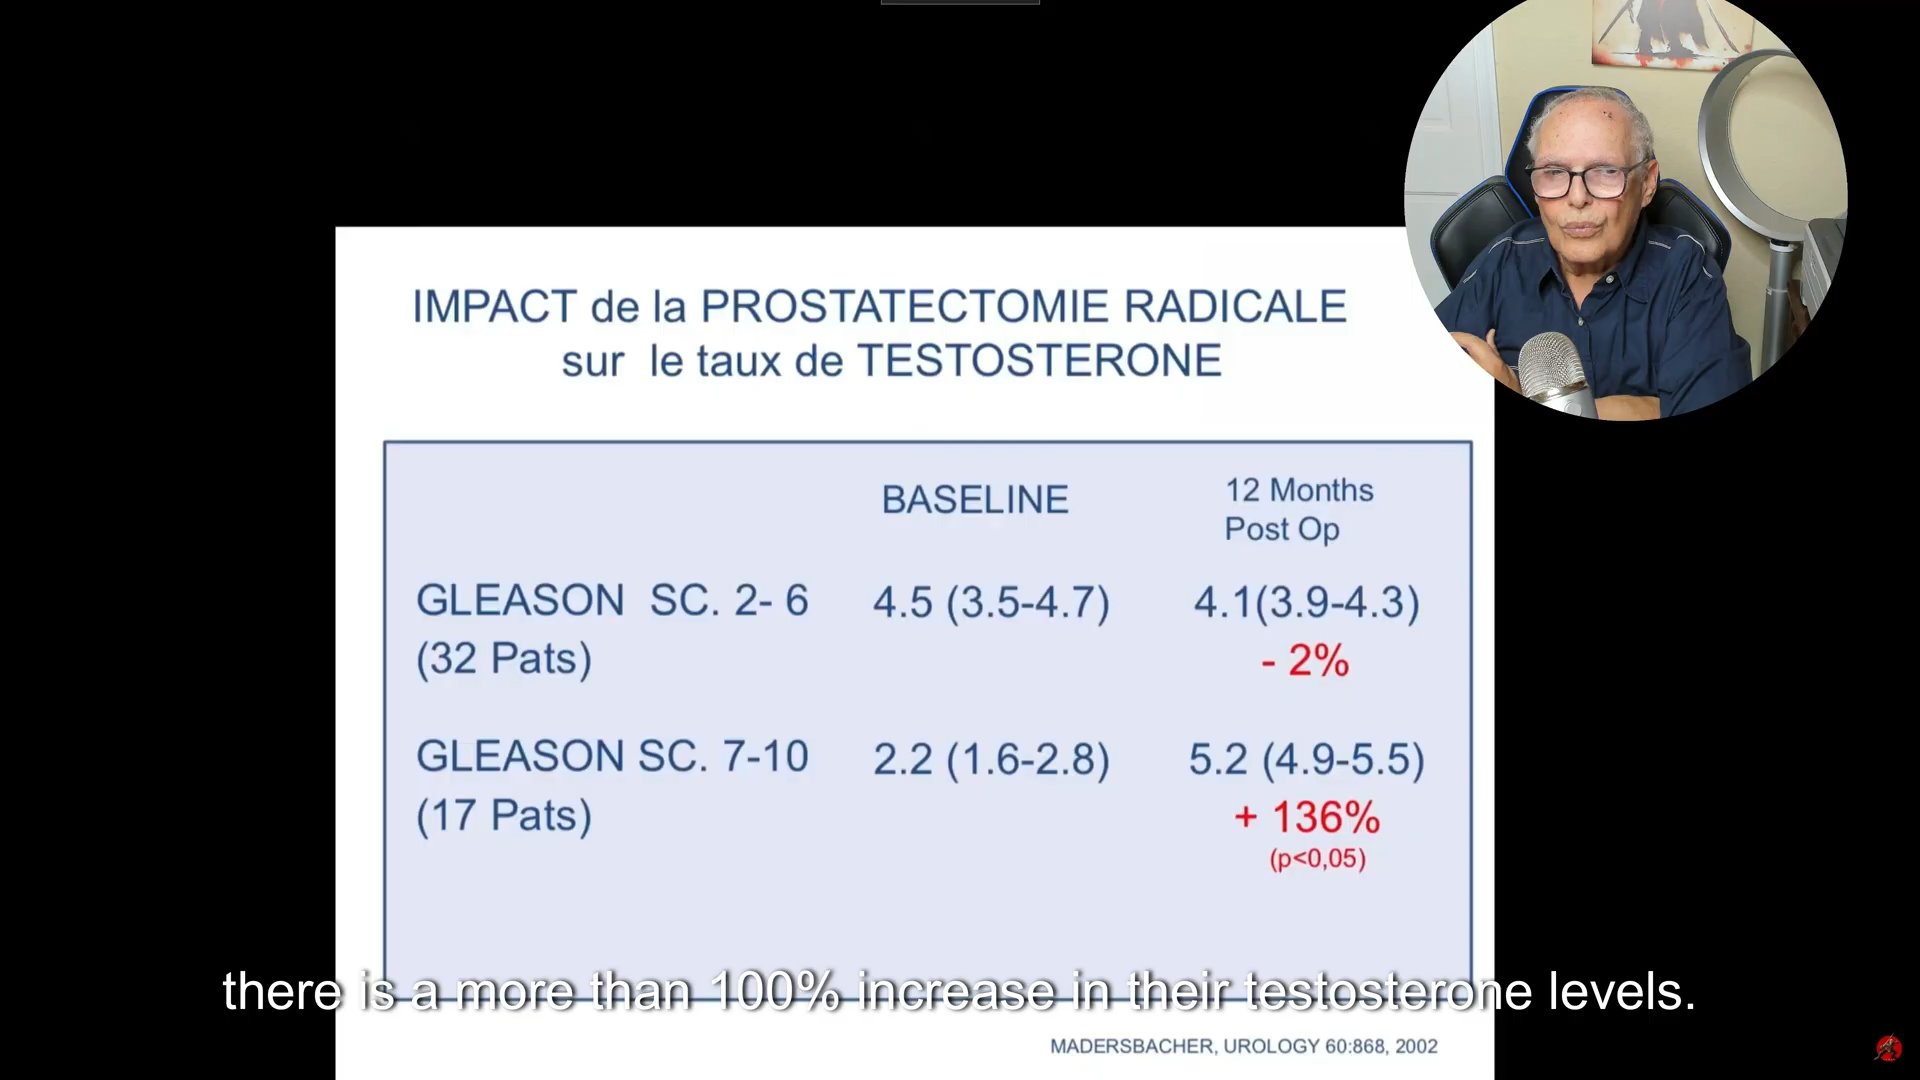 IMPACT de la PROSTATECTOMIE RADICALE
sur le taux de TESTOSTERONE
BASELINE
12 Months
Post Op
GLEASON SC. 2- 6
4.5 (3.5-4.7)
4.1(3.9-4.3)
(32 Pats)
- 2%
GLEASON SC. 7-10
2.2 (1.6-2.8)
5.2 (4.9-5.5)
(17 Pats)
+ 136%
(p<0,05)
there is a more than 100% increase in their testosterone levels.
MADERSBACHER, UROLOGY 60:868, 2002